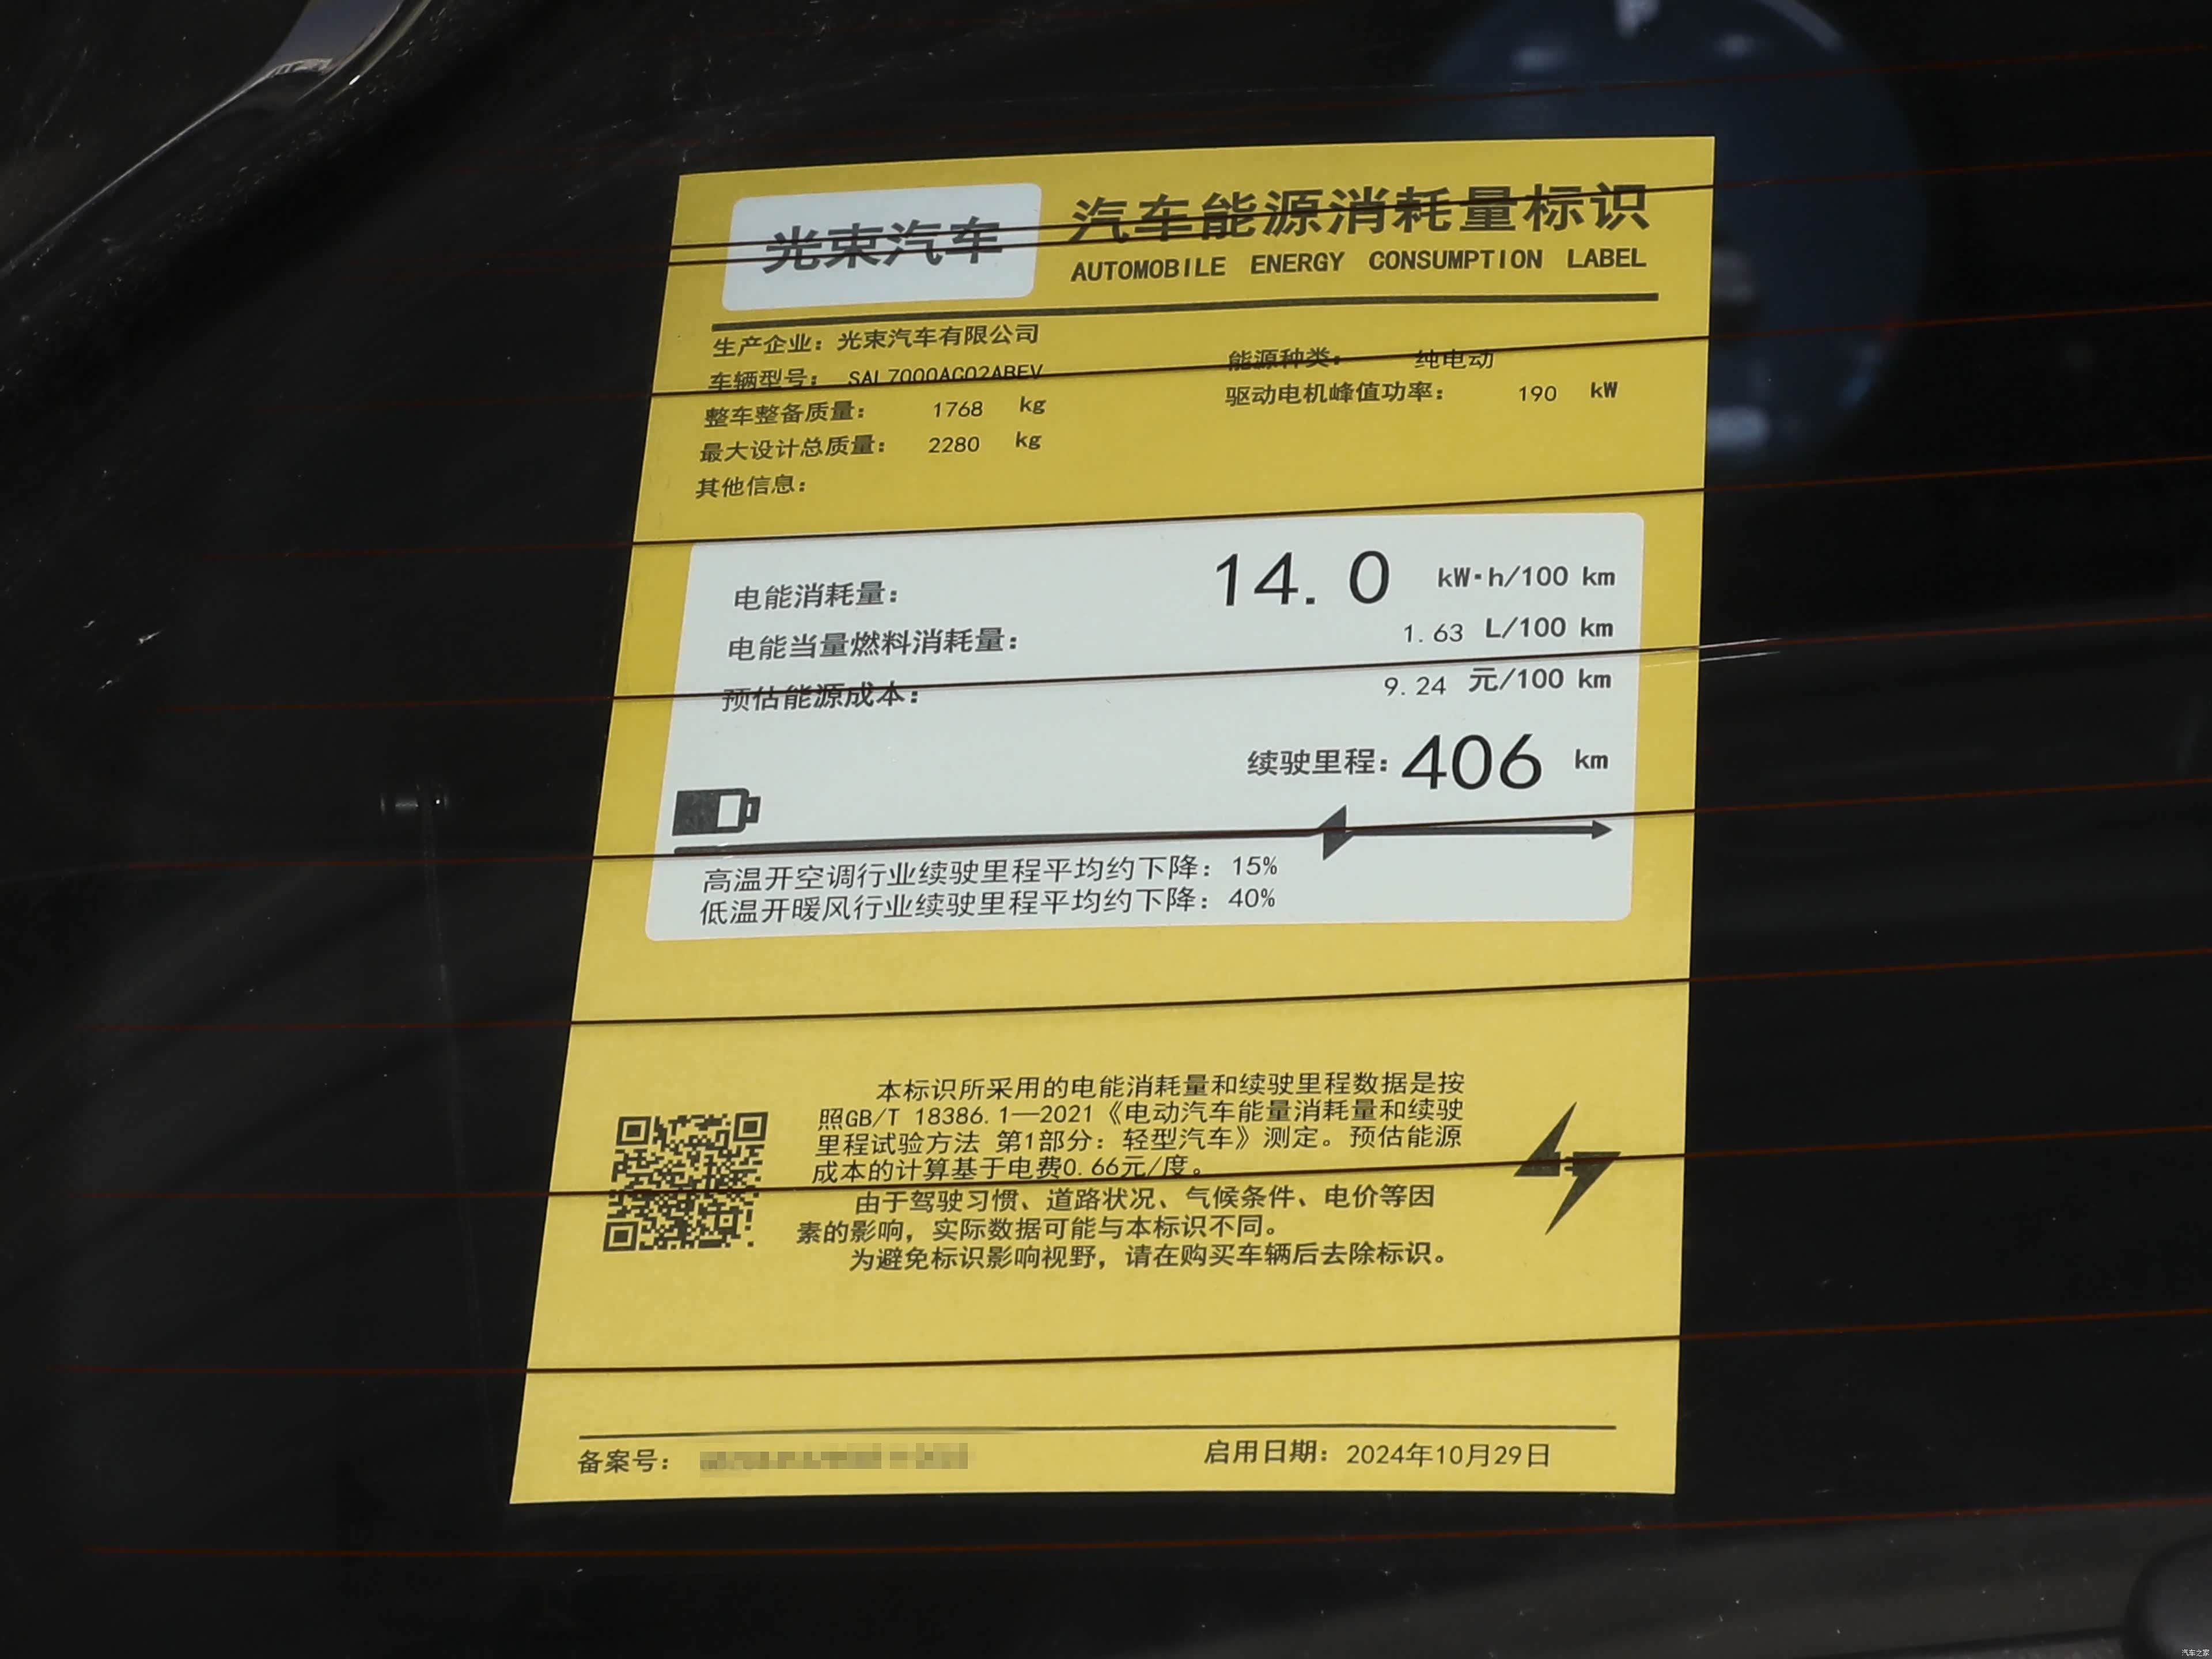 光束汽车
汽车能源消耗量标识
AUTOMOBILE ENERGY CONSUMPTION LABEL
生产企业：光束汽车有限公司
车辆型号： SAL7000AC02ABEV
能源种类： 纯电动
整车整备质量： 1768 kg
驱动电机峰值功率： 190 kW
最大设计总质量： 2280 kg
其他信息：
电能消耗量： 14.0 kW·h/100 km
电能当量燃料消耗量： 1.63 L/100 km
预估能源成本： 9.24 元/100 km
续驶里程：406 km
高温开空调行业续驶里程平均约下降：15%
低温开暖风行业续驶里程平均约下降：40%
本标识所采用的电能消耗量和续驶里程数据是按
照GB/T 18386.1—2021《电动汽车能量消耗量和续驶
里程试验方法 第1部分：轻型汽车》测定。预估能源
成本的计算基于电费0.66元/度。
由于驾驶习惯、道路状况、气候条件、电价等因
素的影响，实际数据可能与本标识不同。
为避免标识影响视野，请在购买车辆后去除标识。
备案号：
启用日期：2024年10月29日
汽车之家